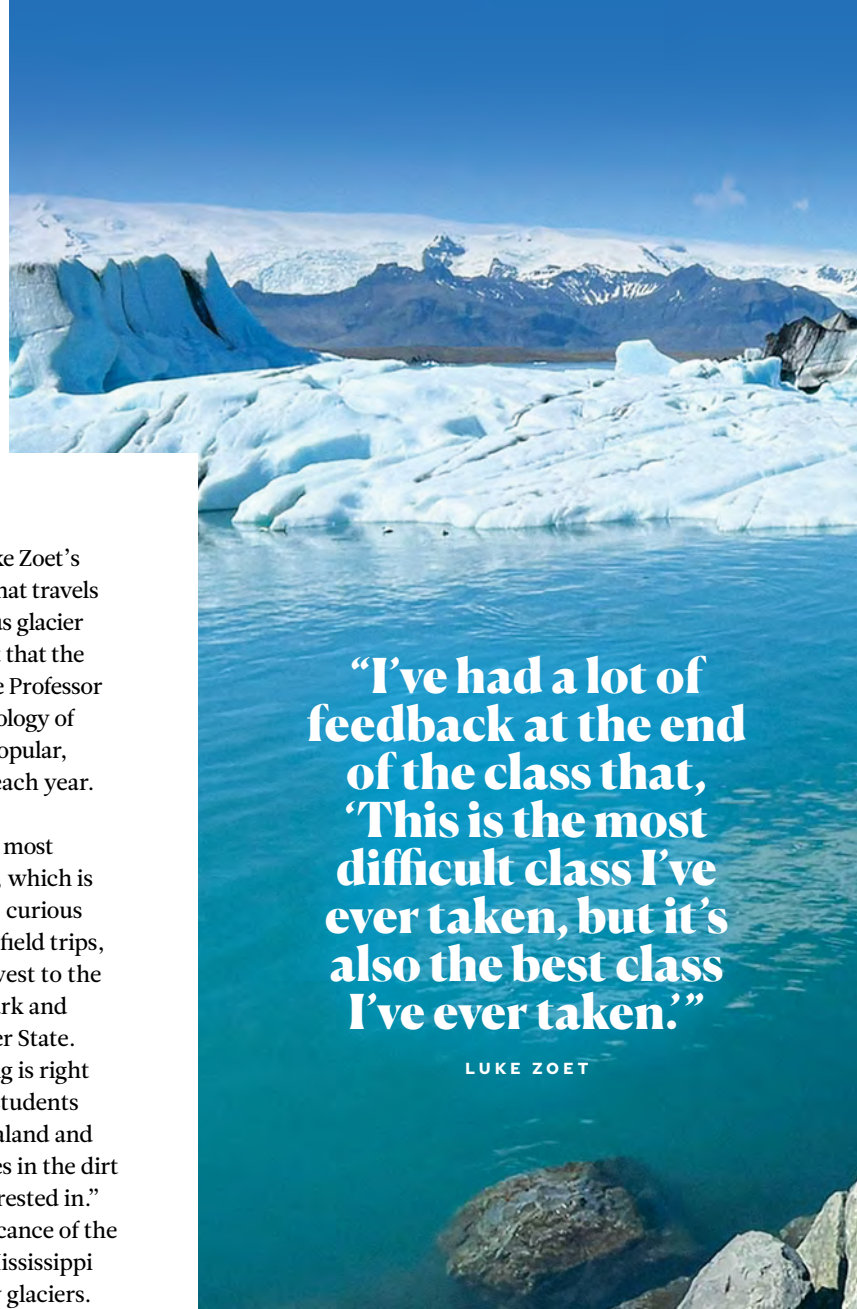 ke Zoet’s
hat travels
us glacier
t that the
e Professor
ology of
opular,
each year.
most
, which is
curious
field trips,
vest to the
ark and
er State.
g is right
students
aland and
es in the dirt
rested in.”
cance of the
Mississippi
glaciers.
“I’ve had a lot of
feedback at the end
of the class that,
‘This is the most
difficult class I’ve
ever taken, but it’s
also the best class
I’ve ever taken.’”
LUKE ZOET